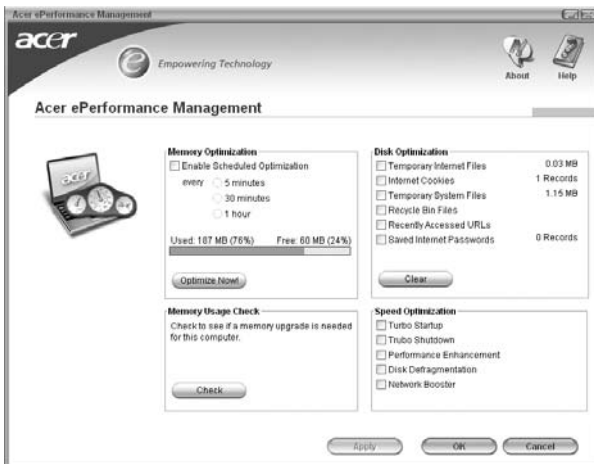 Acer ePerformance Management
acer
e Empowering Technology
About
Help
Acer ePerformance Management
acer
Memory Optimization
Enable Scheduled Optimization
every 5 minutes
30 minutes
1 hour
Used: 187 MB (76%) Free: 60 MB (24%)
Optimize Now!
Disk Optimization
Temporary Internet Files 0.03 MB
Internet Cookies 1 Records
Temporary System Files 1.15 MB
Recycle Bin Files
Recently Accessed URLs
Saved Internet Passwords 0 Records
Clear
Memory Usage Check
Check to see if a memory upgrade is needed
for this computer.
Check
Speed Optimization
Turbo Startup
Trubo Shutdown
Performance Enhancement
Disk Defragmentation
Network Booster
Apply
OK
Cancel